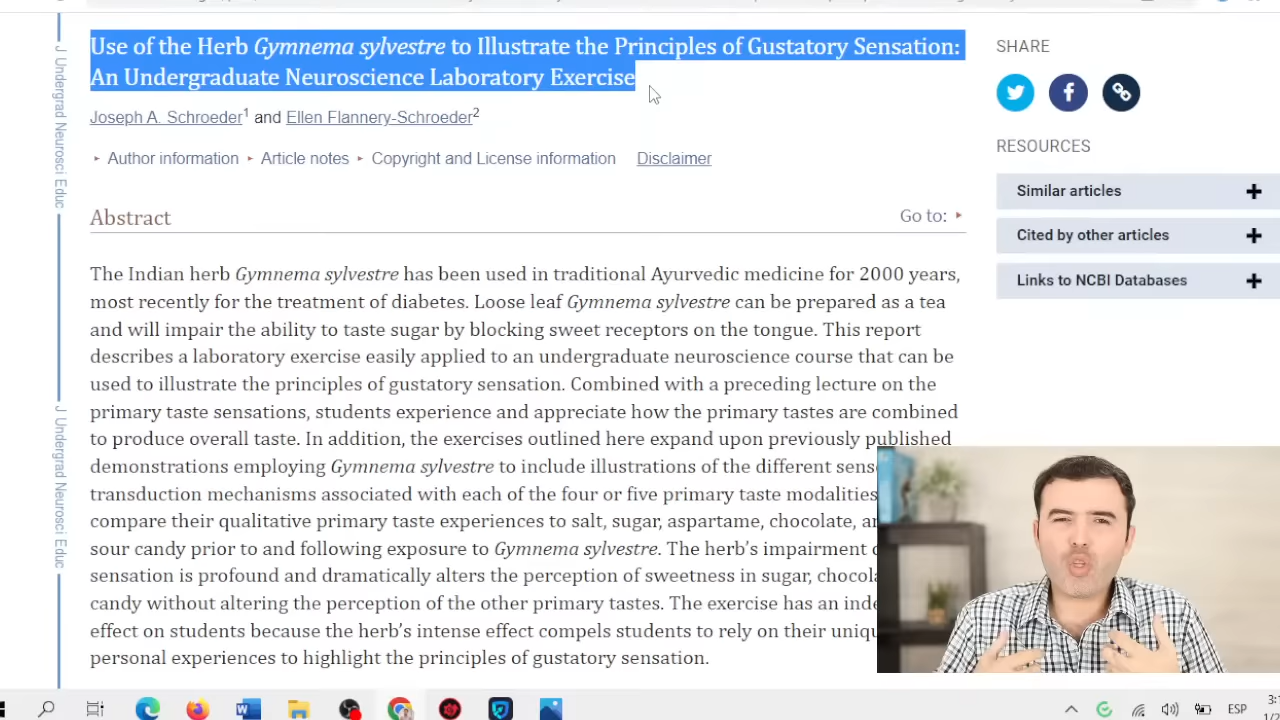 Use of the Herb Gymnema sylvestre to Illustrate the Principles of Gustatory Sensation:
An Undergraduate Neuroscience Laboratory Exercise
Joseph A. Schroeder1 and Ellen Flannery-Schroeder2
Author information Article notes Copyright and License information Disclaimer
Abstract
Go to:
The Indian herb Gymnema sylvestre has been used in traditional Ayurvedic medicine for 2000 years,
most recently for the treatment of diabetes. Loose leaf Gymnema sylvestre can be prepared as a tea
and will impair the ability to taste sugar by blocking sweet receptors on the tongue. This report
describes a laboratory exercise easily applied to an undergraduate neuroscience course that can be
used to illustrate the principles of gustatory sensation. Combined with a preceding lecture on the
primary taste sensations, students experience and appreciate how the primary tastes are combined
to produce overall taste. In addition, the exercises outlined here expand upon previously published
demonstrations employing Gymnema sylvestre to include illustrations of the different
transduction mechanisms associated with each of the four or five primary taste modalities
compare their qualitative primary taste experiences to salt, sugar, aspartame, chocolate,
sour candy prior to and following exposure to Gymnema sylvestre. The herb's impairment
sensation is profound and dramatically alters the perception of sweetness in sugar,
candy without altering the perception of the other primary tastes. The exercise has an
effect on students because the herb's intense effect compels students to rely on their
personal experiences to highlight the principles of gustatory sensation.
SHARE
RESOURCES
Similar articles
Cited by other articles
Links to NCBI Databases
J Undergrad Neurosci Educ
J Undergrad Neurosci Educ
ESP